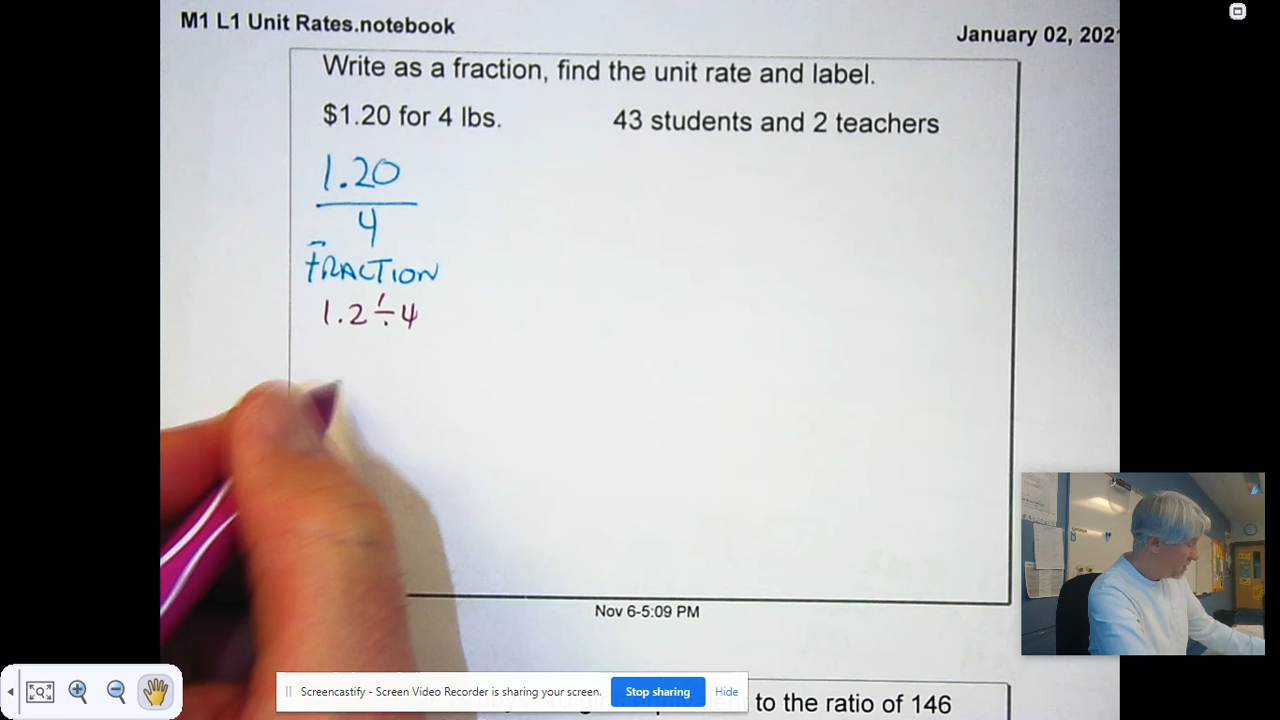 M1 L1 Unit Rates.notebook
January 02, 202
Write as a fraction, find the unit rate and label.
$1.20 for 4 lbs.
43 students and 2 teachers
1.20
4
FRACTION
1.2 ÷ 4
Nov 6-5:09 PM
Screencastify - Screen Video Recorder is sharing your screen.
Stop sharing
Hide
to the ratio of 146